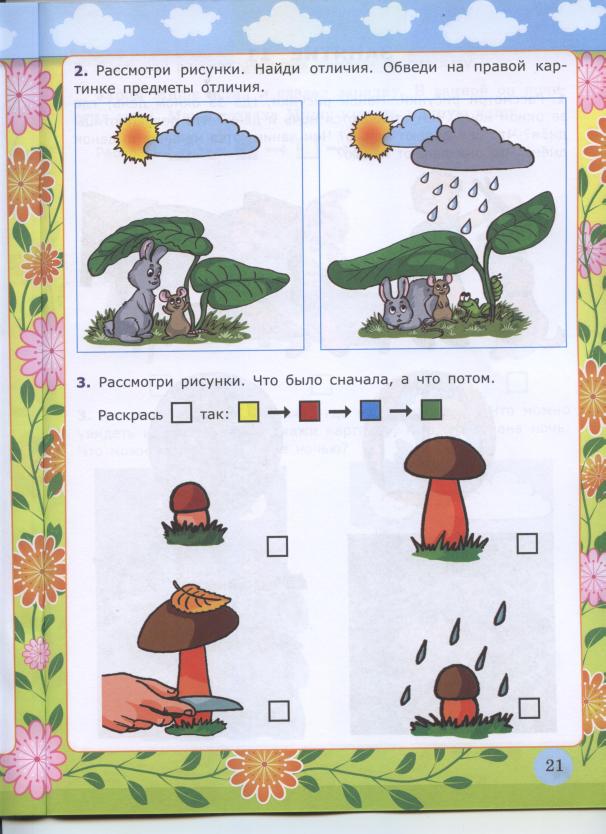 2. Рассмотри рисунки. Найди отличия. Обведи на правой кар-
тинке предметы отличия.
3. Рассмотри рисунки. Что было сначала, а что потом.
Раскрась так:
21